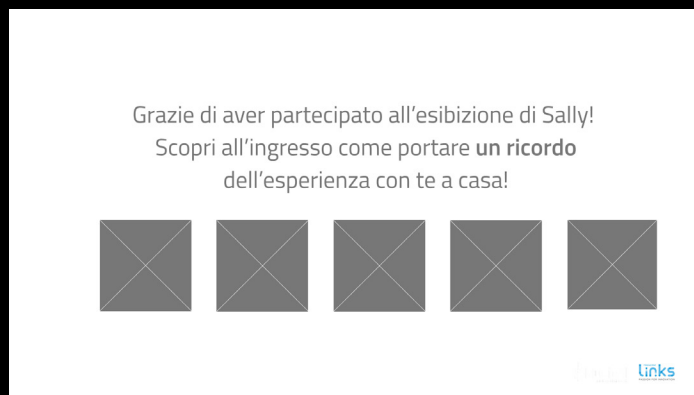 Grazie di aver partecipato all'esibizione di Sally!
Scopri all'ingresso come portare un ricordo
dell'esperienza con te a casa!
links